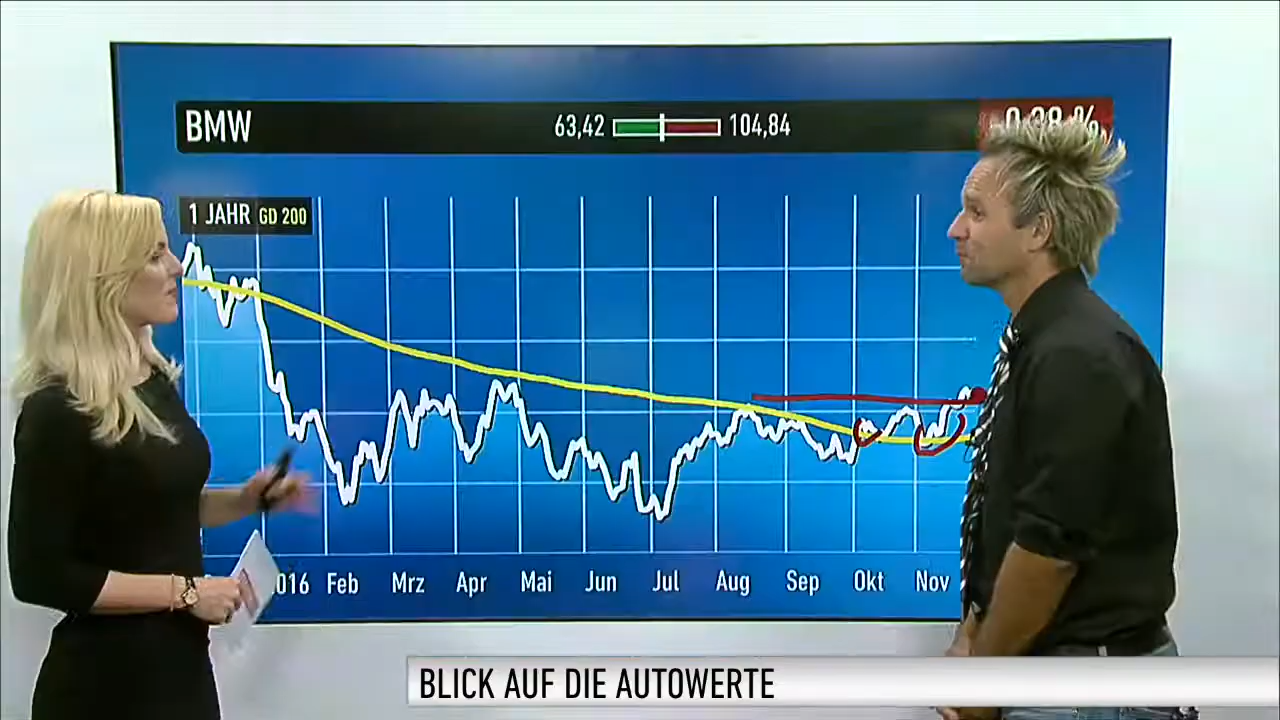 BMW
63,42
104,84
1 JAHR GD 200
Feb Mrz Apr Mai Jun Jul Aug Sep Okt Nov
BLICK AUF DIE AUTOWERTE